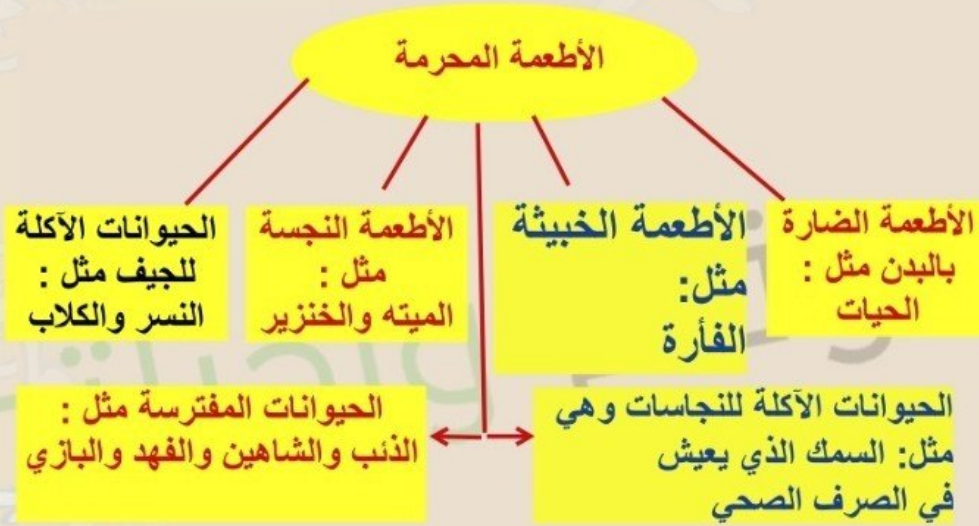 الأطعمة المحرمة
الأطعمة الضارة
بالبدن مثل :
الحيات
الأطعمة الخبيثة
مثل:
الفأرة
الأطعمة النجسة
مثل :
الميته والخنزير
الحيوانات الآكلة
للجيف مثل :
النسر والكلاب
الحيوانات الآكلة للنجاسات وهي
مثل: السمك الذي يعيش
في الصرف الصحي
الحيوانات المفترسة مثل :
الذئب والشاهين والفهد والبازي